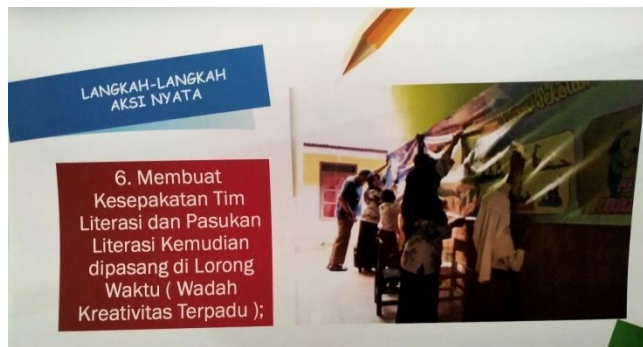 LANGKAH-LANGKAH
AKSI NYATA
6. Membuat
Kesepakatan Tim
Literasi dan Pasukan
Literasi Kemudian
dipasang di Lorong
Waktu ( Wadah
Kreativitas Terpadu );